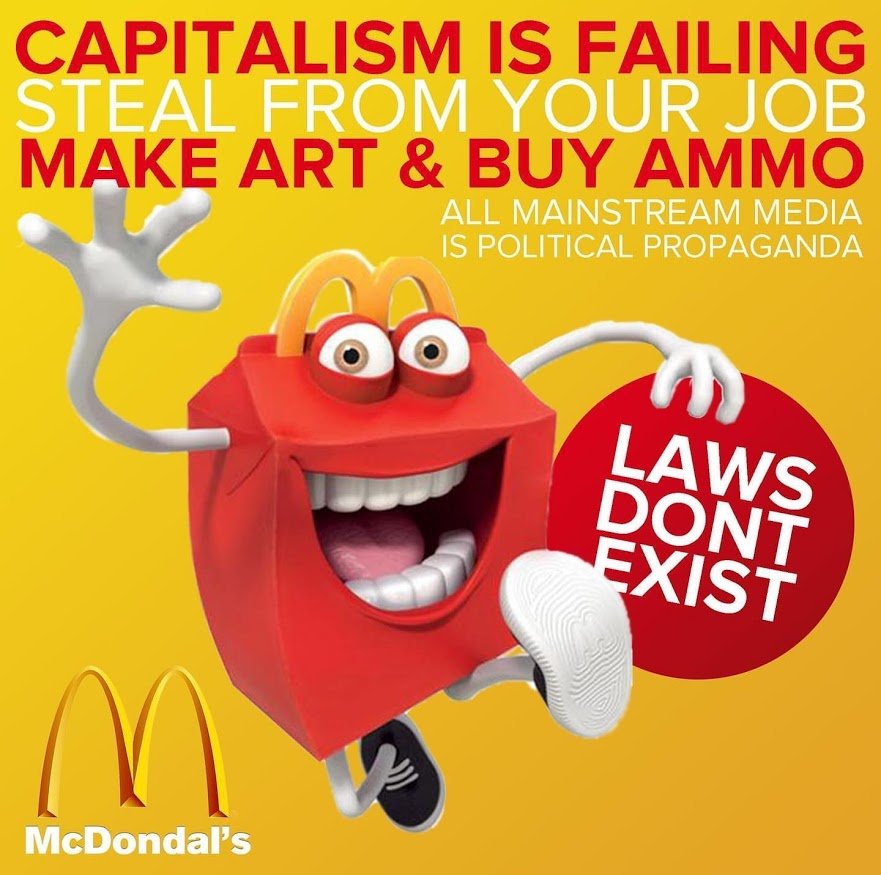 CAPITALISM IS FAILING
STEAL FROM YOUR JOB
MAKE ART & BUY AMMO
ALL MAINSTREAM MEDIA
IS POLITICAL PROPAGANDA
LAWS
DONT
EXIST
McDondal's